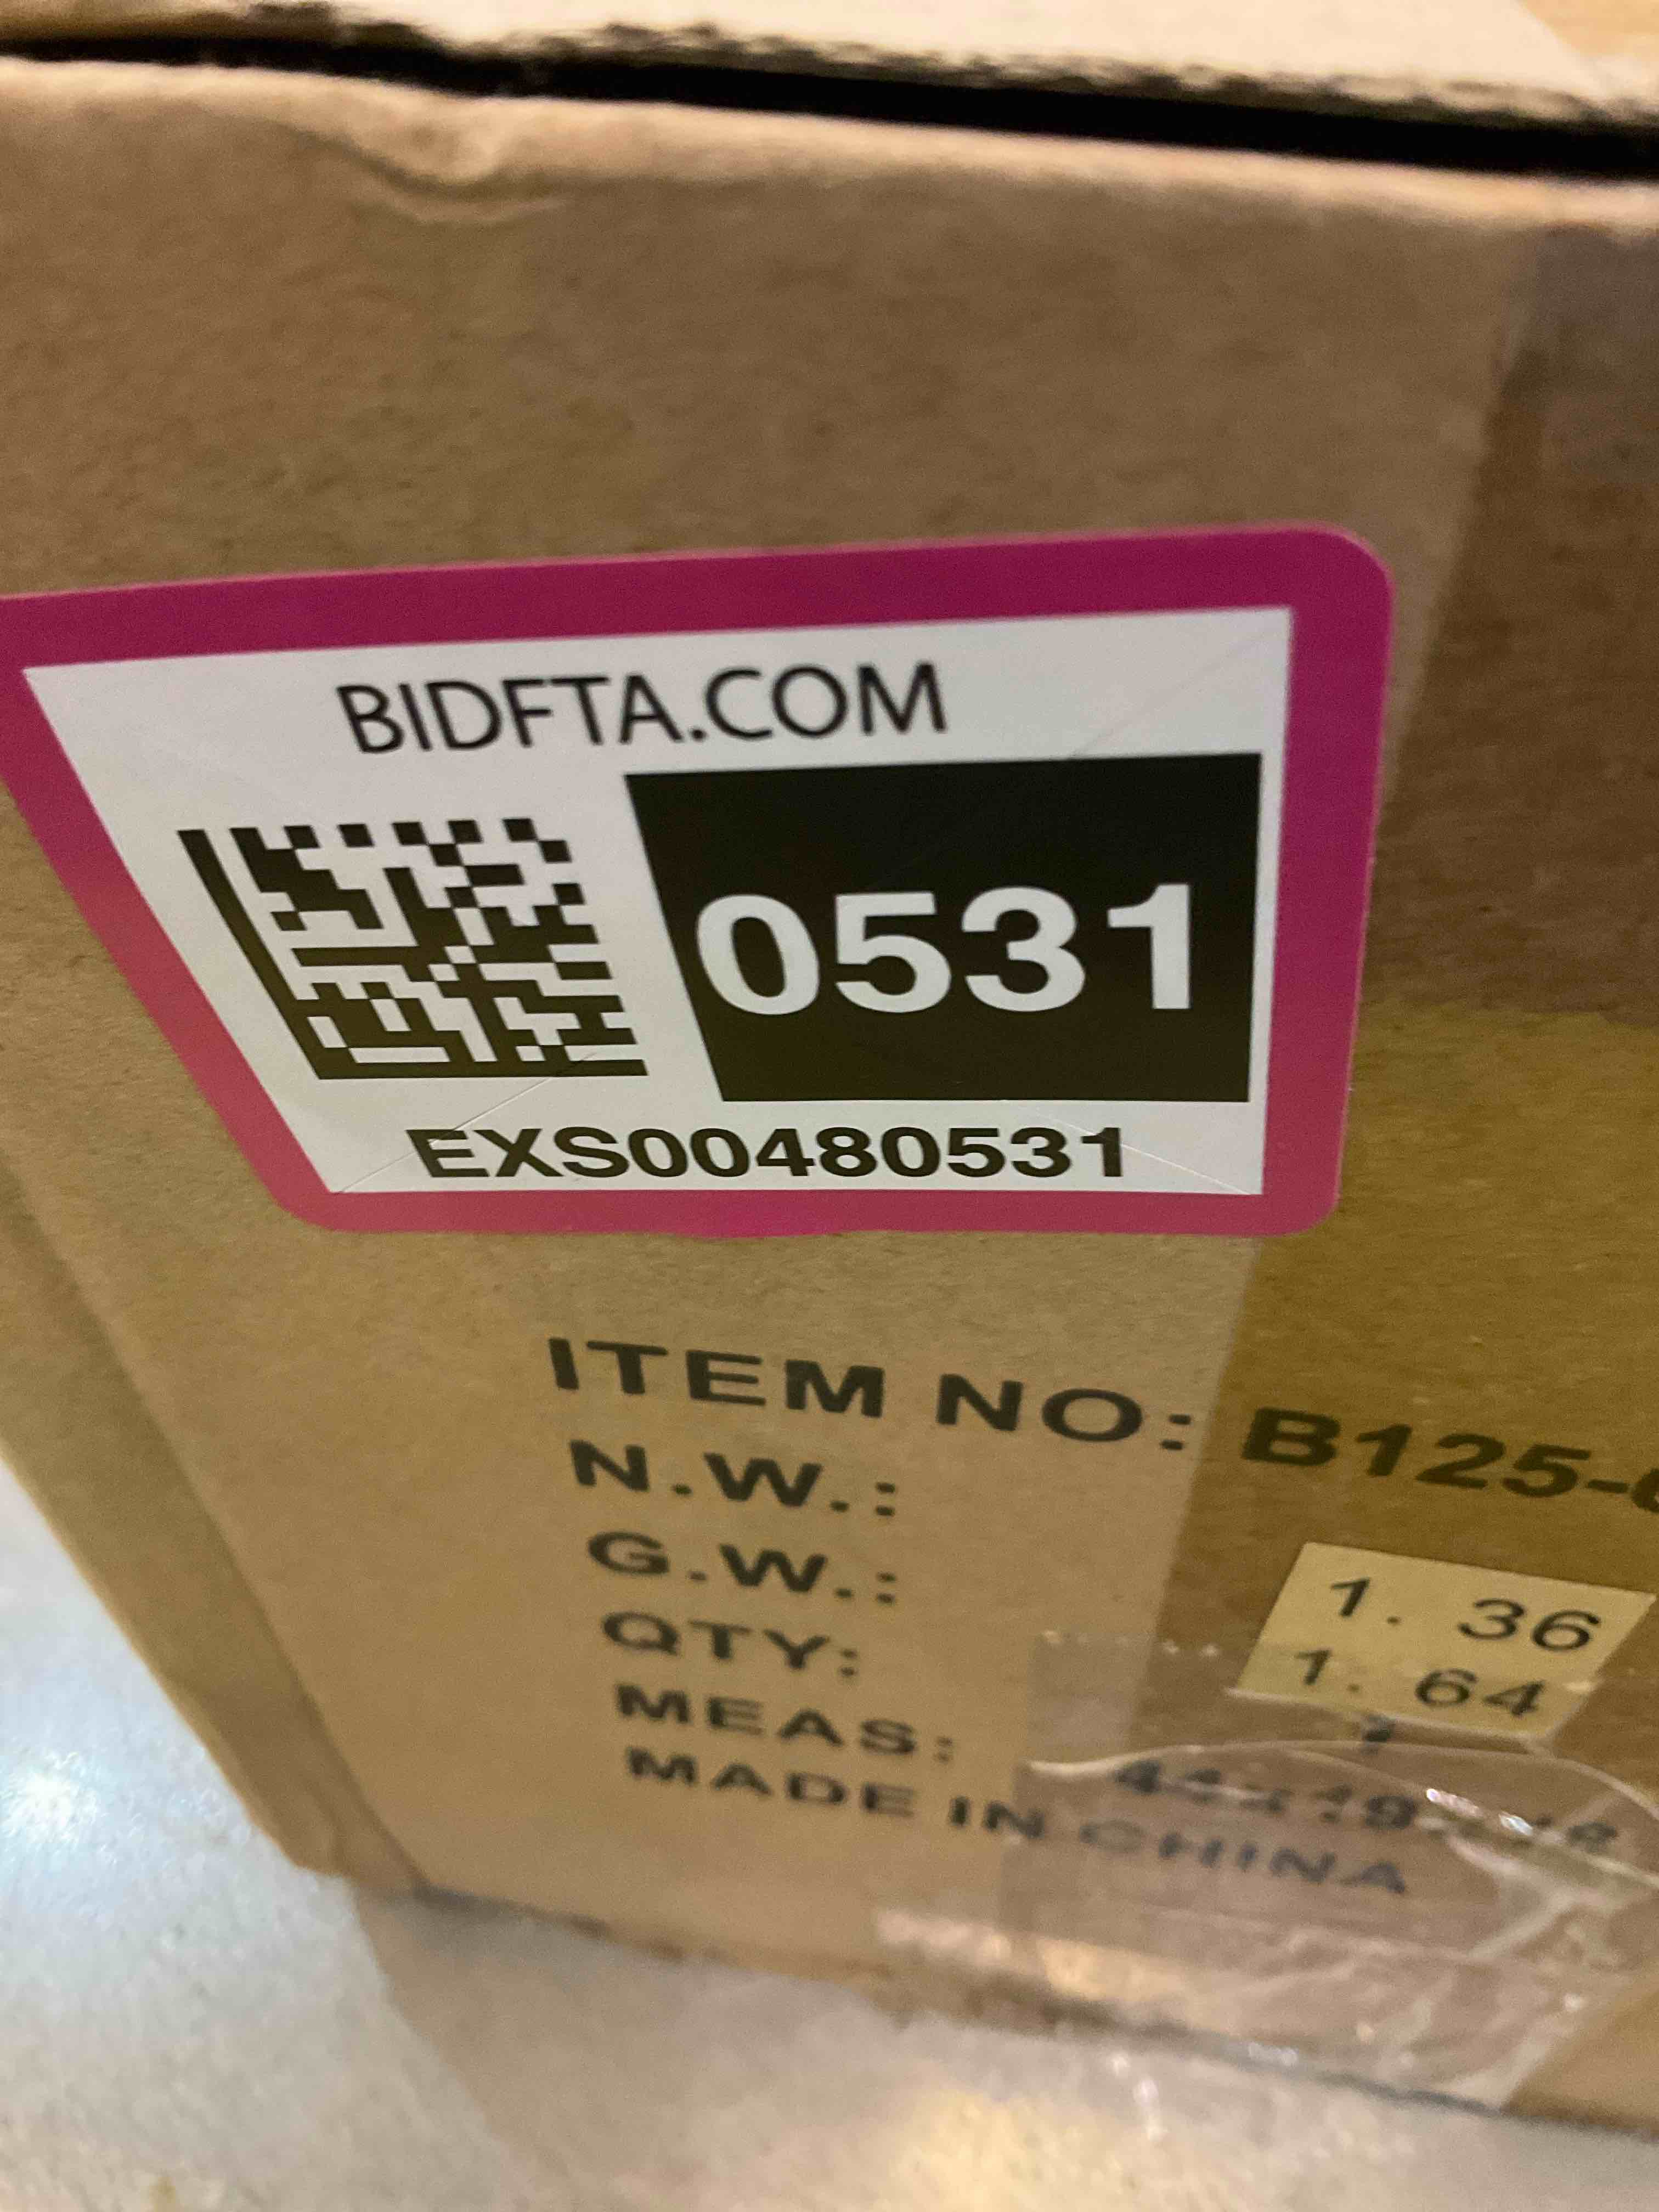 BIDFTA.COM
0531
EXS00480531
ITEM NO: B125-
N.W.:
G.W.: 1. 36
QTY: 1. 64
MEAS:
MADE IN CHINA